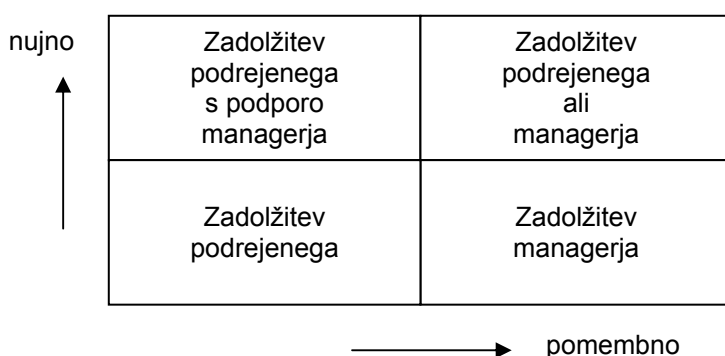 nujno
Zadolžitev
podrejenega
s podporo
managerja
Zadolžitev
podrejenega
ali
managerja
Zadolžitev
podrejenega
Zadolžitev
managerja
pomembno